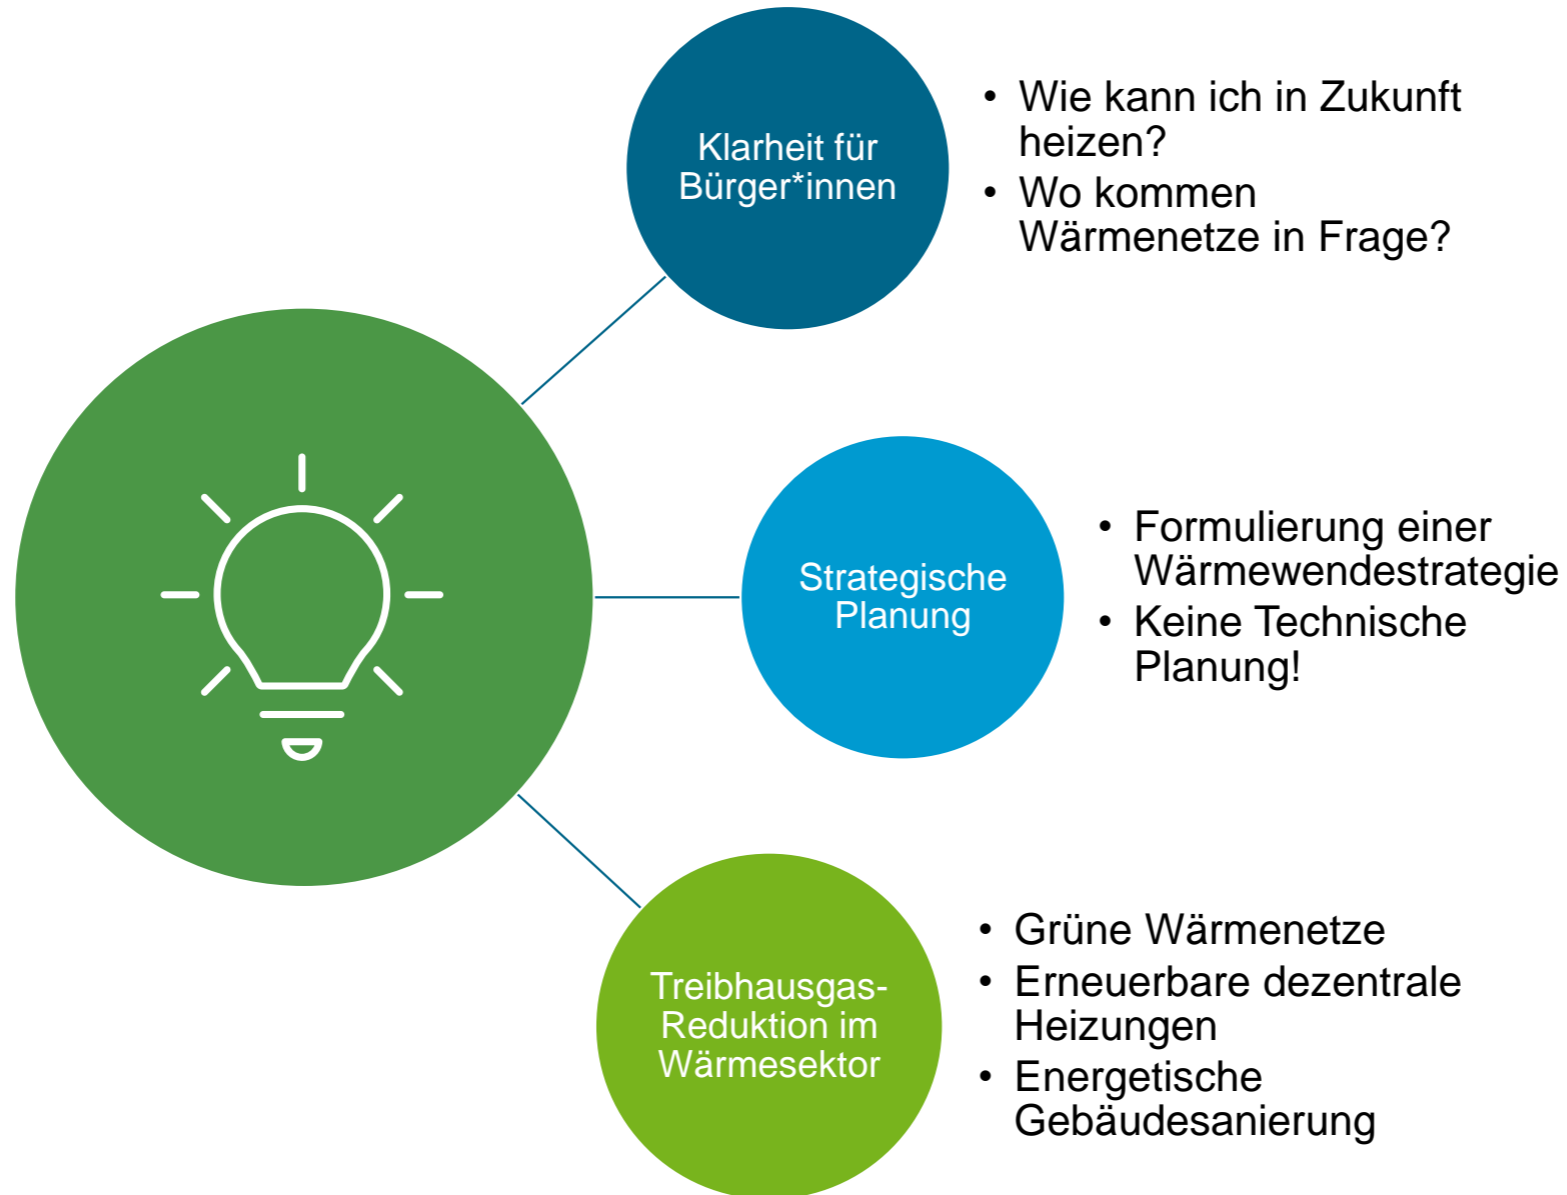 Klarheit für
Bürger*innen
• Wie kann ich in Zukunft
heizen?
• Wo kommen
Wärmenetze in Frage?
Strategische
Planung
• Formulierung einer
Wärmewendestrategie
• Keine Technische
Planung!
Treibhausgas-
Reduktion im
Wärmesektor
• Grüne Wärmenetze
• Erneuerbare dezentrale
Heizungen
• Energetische
Gebäudesanierung